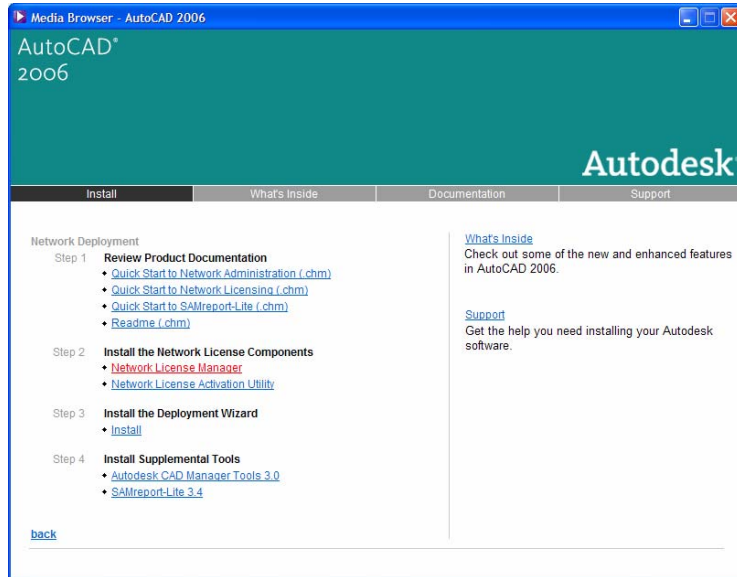 Media Browser - AutoCAD 2006
AutoCAD®
2006
Autodesk
Install
What's Inside
Documentation
Support
Network Deployment
Step 1 Review Product Documentation
Quick Start to Network Administration (.chm)
Quick Start to Network Licensing (.chm)
Quick Start to SAMreport-Lite (.chm)
Readme (.chm)
Step 2 Install the Network License Components
Network License Manager
Network License Activation Utility
Step 3 Install the Deployment Wizard
Install
Step 4 Install Supplemental Tools
Autodesk CAD Manager Tools 3.0
SAMreport-Lite 3.4
back
What's Inside
Check out some of the new and enhanced features
in AutoCAD 2006.
Support
Get the help you need installing your Autodesk
software.